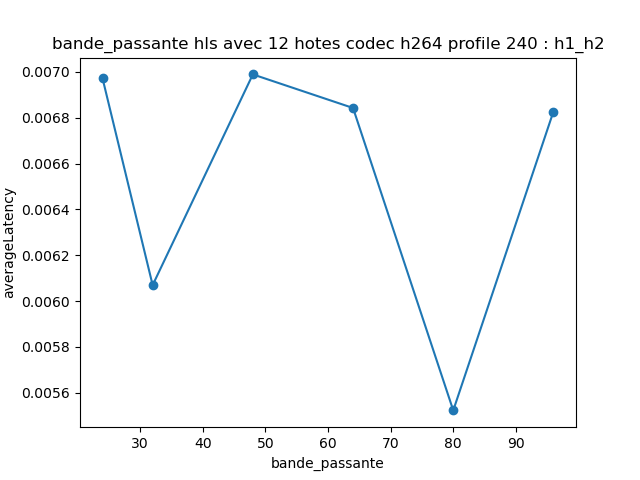 bande_passante hls avec 12 hotes codec h264 profile 240 : h1_h2
0.0070
0.0068
0.0066
0.0064
0.0062
0.0060
0.0058
0.0056
averageLatency
30 40 50 60 70 80 90
bande_passante